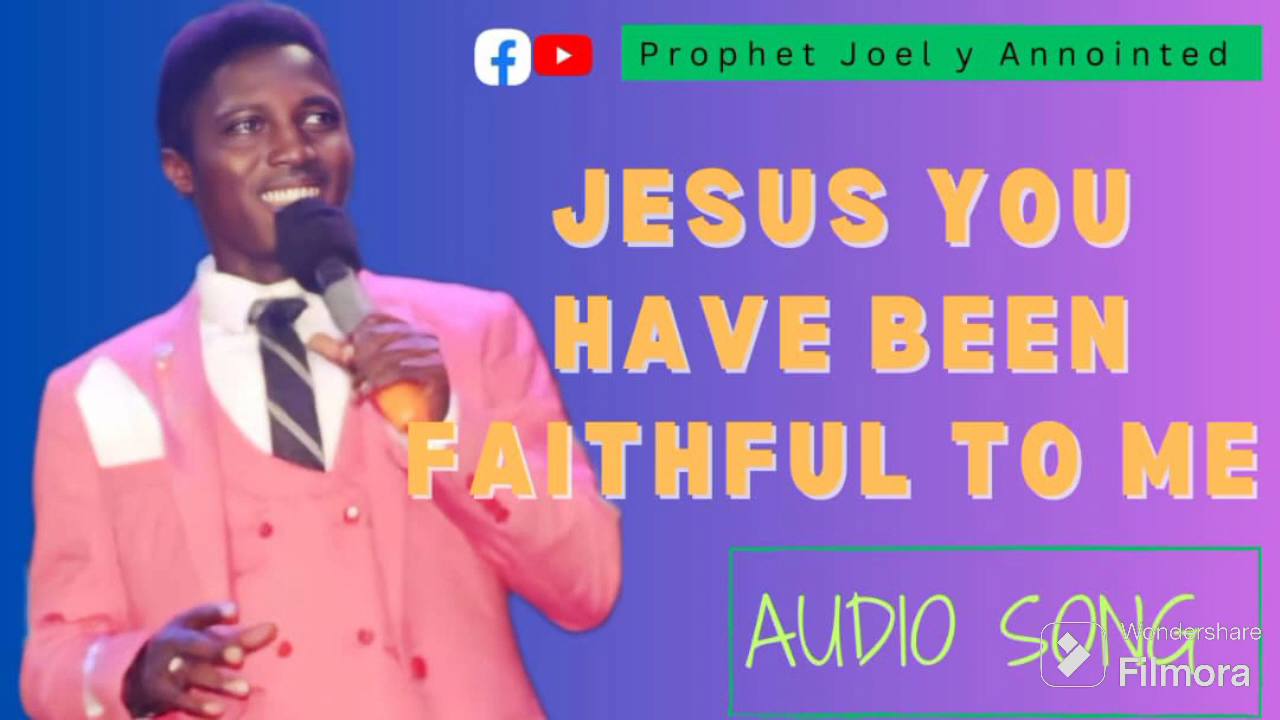 Prophet Joel y Annointed
JESUS YOU
HAVE BEEN
FAITHFUL TO ME
AUDIO SONG
Wondershare
Filmora